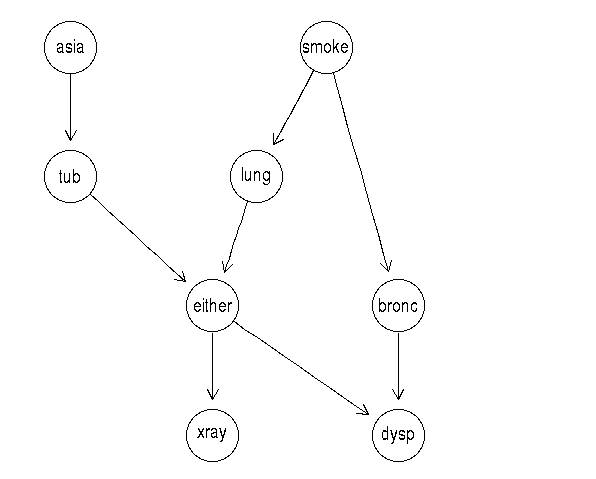 asia
smoke
tub
lung
either
bronc
xray
dysp